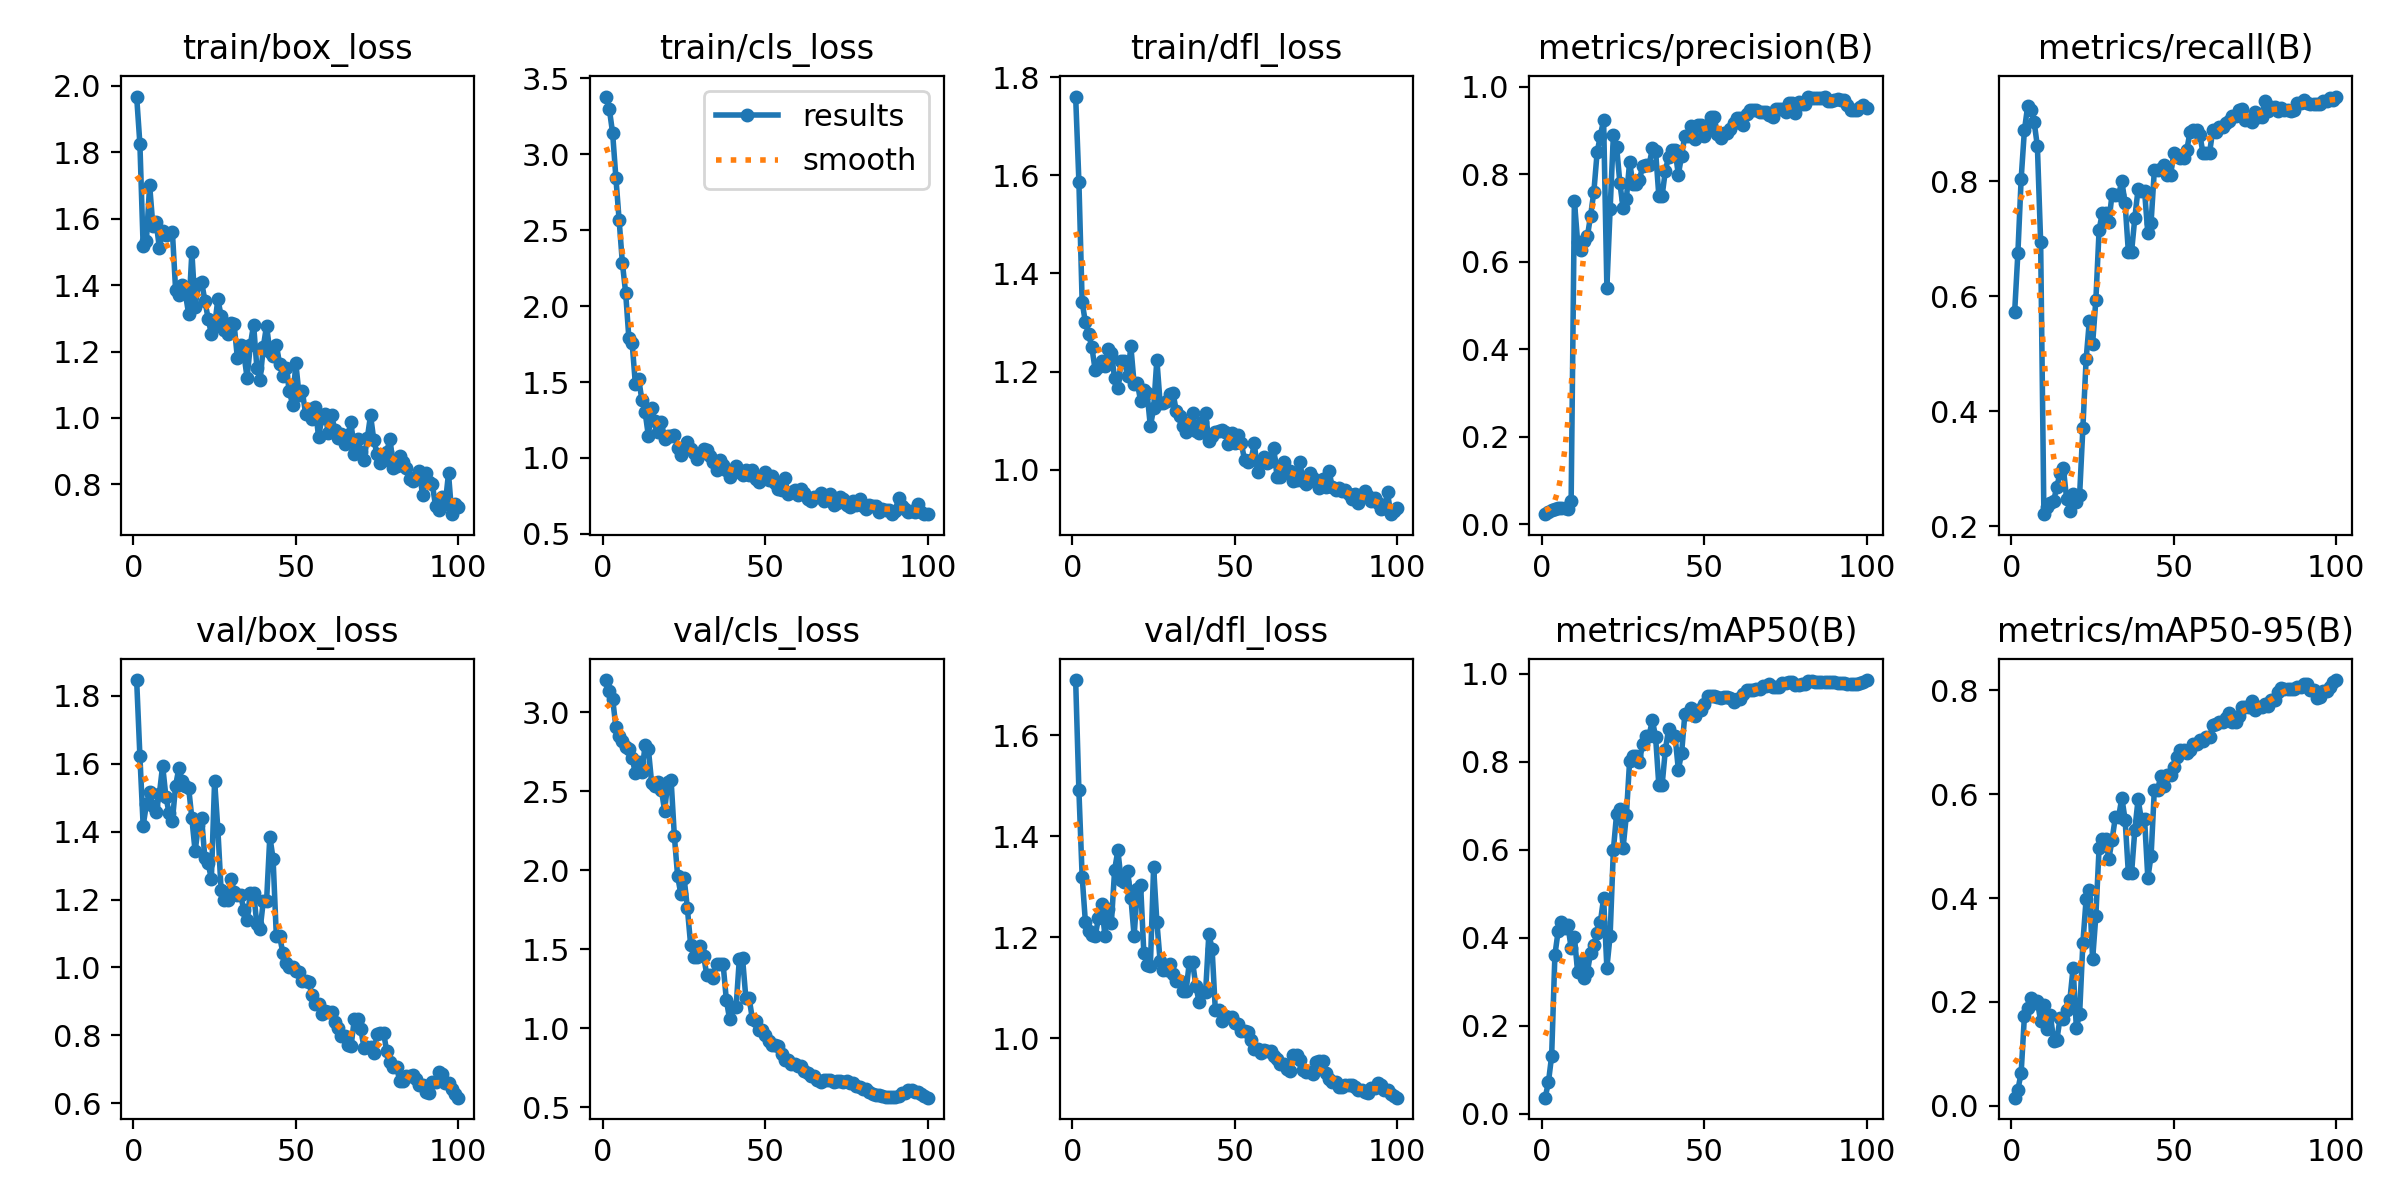 train/box_loss
2.0
1.8
1.6
1.4
1.2
1.0
0.8
0 50 100
train/cls_loss
results
smooth
3.5
3.0
2.5
2.0
1.5
1.0
0.5
0 50 100
train/dfl_loss
1.8
1.6
1.4
1.2
1.0
0 50 100
metrics/precision(B)
1.0
0.8
0.6
0.4
0.2
0.0
0 50 100
metrics/recall(B)
0.8
0.6
0.4
0.2
0 50 100
val/box_loss
1.8
1.6
1.4
1.2
1.0
0.8
0.6
0 50 100
val/cls_loss
3.0
2.5
2.0
1.5
1.0
0.5
0 50 100
val/dfl_loss
1.6
1.4
1.2
1.0
0 50 100
metrics/mAP50(B)
1.0
0.8
0.6
0.4
0.2
0.0
0 50 100
metrics/mAP50-95(B)
0.8
0.6
0.4
0.2
0.0
0 50 100